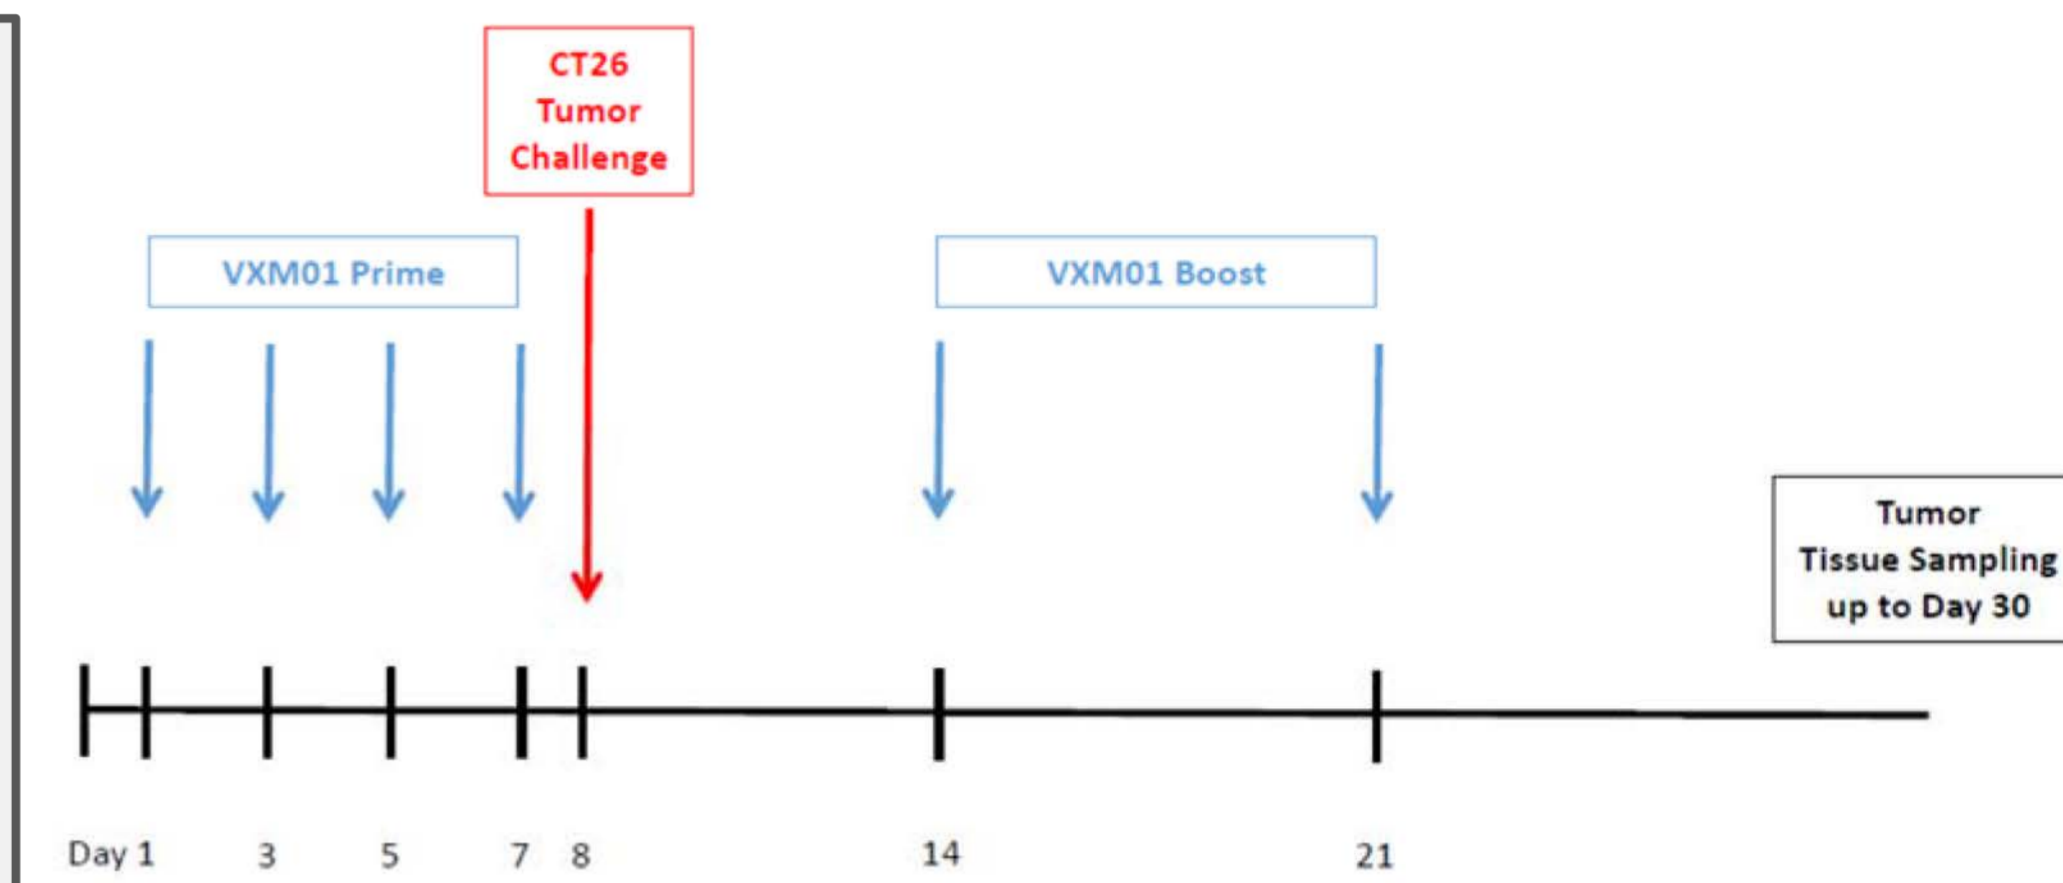 CT26
Tumor
Challenge
VXM01 Prime
VXM01 Boost
Tumor
Tissue Sampling
up to Day 30
Day 1 3 5 7 8 14 21